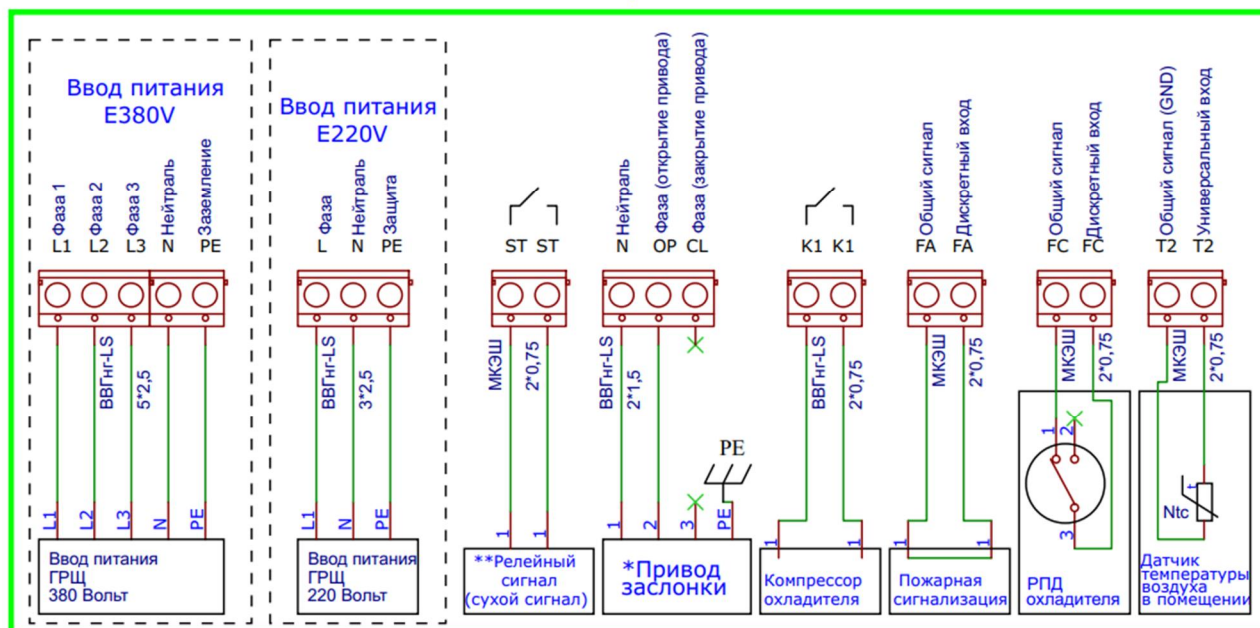 Ввод питания
E380V
Фаза 1
Фаза 2
Фаза 3
Нейтраль
Заземление
L1 L2 L3 N PE
ВВГнг-LS
5*2,5
L1
L2
L3
N
PE
Ввод питания
ГРЩ
380 Вольт
Ввод питания
E220V
Фаза
Нейтраль
Защита
L N PE
ВВГнг-LS
3*2,5
L1
N
PE
Ввод питания
ГРЩ
220 Вольт
ST ST
МКЭШ
2*0,75
1
1
**Релейный
сигнал
(сухой сигнал)
Нейтраль
Фаза (открытие привода)
Фаза (закрытие привода)
N OP CL
ВВГнг-LS
2*1,5
PE
1
2
3
PE
*Привод
заслонки
K1 K1
ВВГнг-LS
2*0,75
1
1
Компрессор
охладителя
Общий сигнал
Дискретный вход
FA FA
МКЭШ
2*0,75
1
1
Пожарная
сигнализация
Общий сигнал
Дискретный вход
FC FC
МКЭШ
2*0,75
1
2
3
РПД
охладителя
Общий сигнал (GND)
Универсальный вход
T2 T2
МКЭШ
2*0,75
t
Ntc
Датчик
температуры
воздуха
в помещении